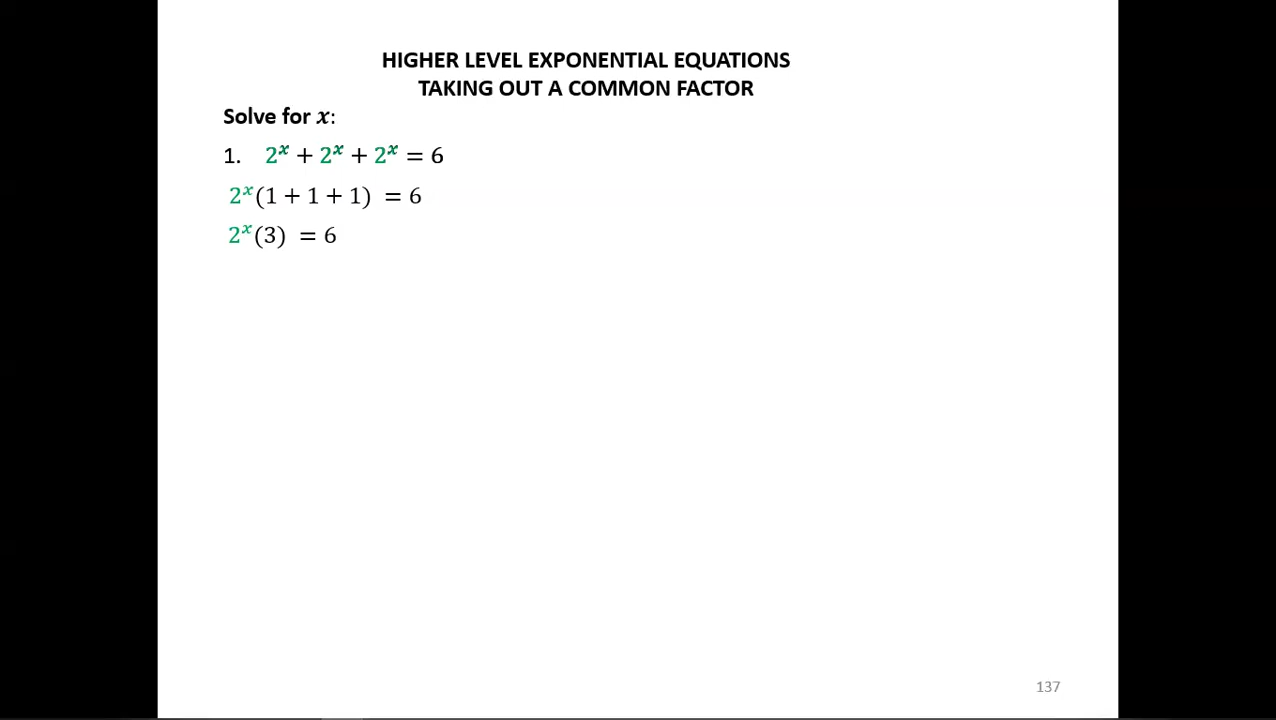 HIGHER LEVEL EXPONENTIAL EQUATIONS
TAKING OUT A COMMON FACTOR
Solve for 𝒙:
1. 2ˣ + 2ˣ + 2ˣ = 6
2ˣ(1 + 1 + 1) = 6
2ˣ(3) = 6
137